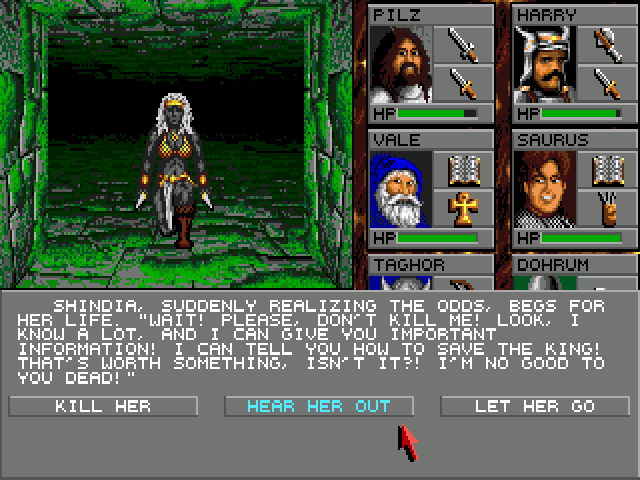 PILZ
HARRY
HP
HP
VALE
SAURUS
HP
HP
TAGHOR
DOHRUM
SHINDIA, SUDDENLY REALIZING THE ODDS, BEGS FOR
HER LIFE. "WAIT! PLEASE, DON'T KILL ME! LOOK, I
KNOW A LOT, AND I CAN GIVE YOU IMPORTANT
INFORMATION! I CAN TELL YOU HOW TO SAVE THE KING!
THAT'S WORTH SOMETHING, ISN'T IT?! I'M NO GOOD TO
YOU DEAD!"
KILL HER
HEAR HER OUT
LET HER GO